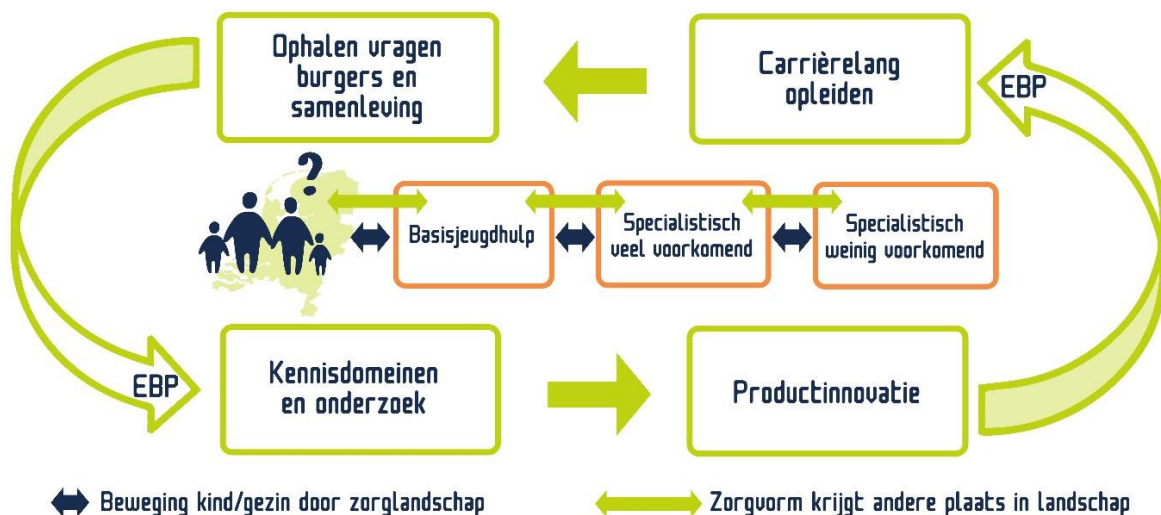 Ophalen vragen
burgers en
samenleving
Carrièrelang
opleiden
EBP
?
Basisjeugdhulp
Specialistisch
veel voorkomend
Specialistisch
weinig voorkomend
EBP
Kennisdomeinen
en onderzoek
Productinnovatie
Beweging kind/gezin door zorglandschap
Zorgvorm krijgt andere plaats in landschap